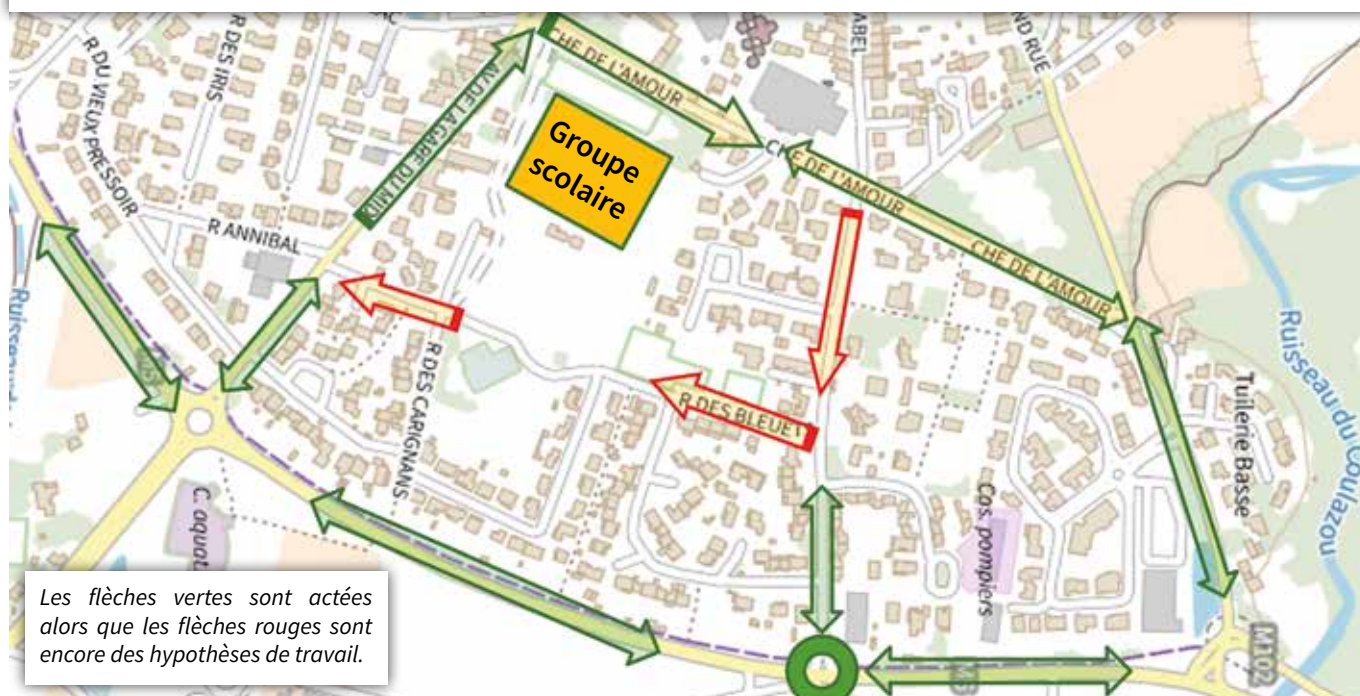 R DES IRIS
AC
CHE DE L'AMOUR
ABEL
ND RUE
R DU VIEUX PRESSOIR
AV DE LA GARE DU MIDI
Groupe
scolaire
CHE DE L'AMOUR
CHE DE L'AMOUR
R ANNIBAL
R DES CARIGNANS
R DES BLEUET
Tuilerie Basse
Ruisseau du Coulazou
C. aquat
Cas. pompiers
M102
Les flèches vertes sont actées
alors que les flèches rouges sont
encore des hypothèses de travail.